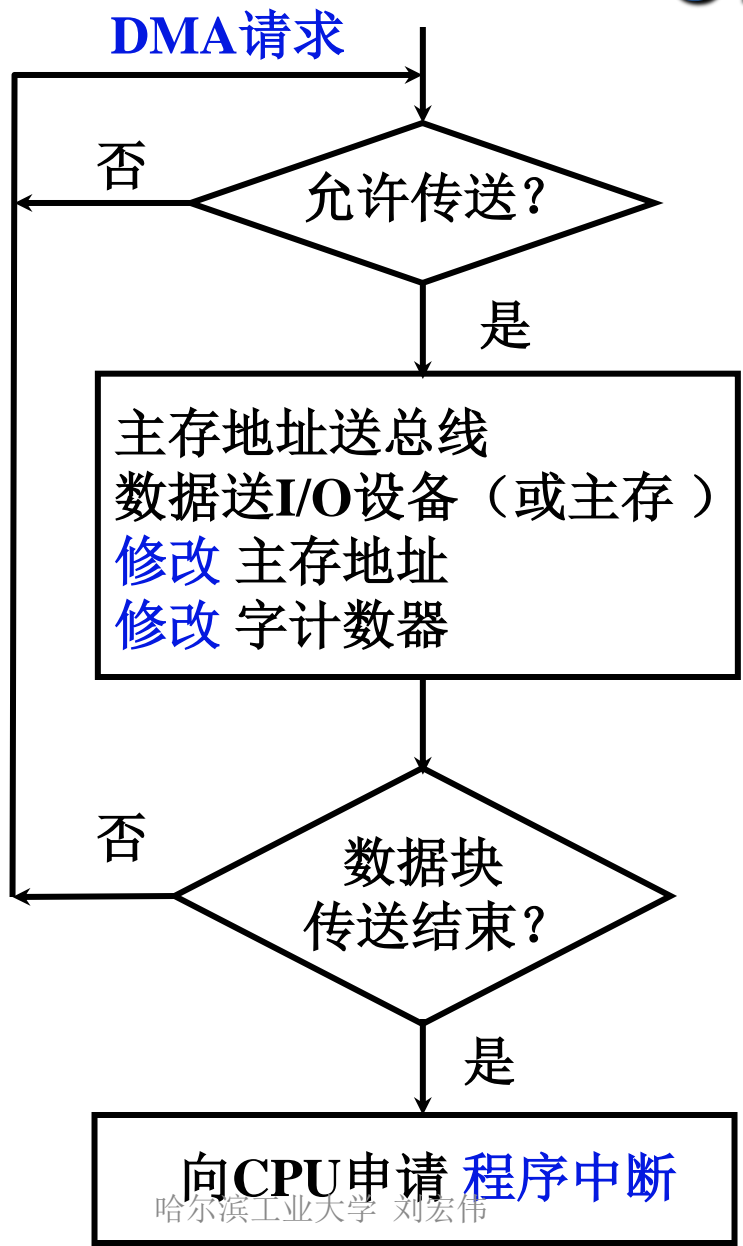 DMA请求
否
允许传送？
是
主存地址送总线
数据送I/O设备（或主存 ）
修改 主存地址
修改 字计数器
否
数据块
传送结束？
是
向CPU申请 程序中断
哈尔滨工业大学 刘宏伟